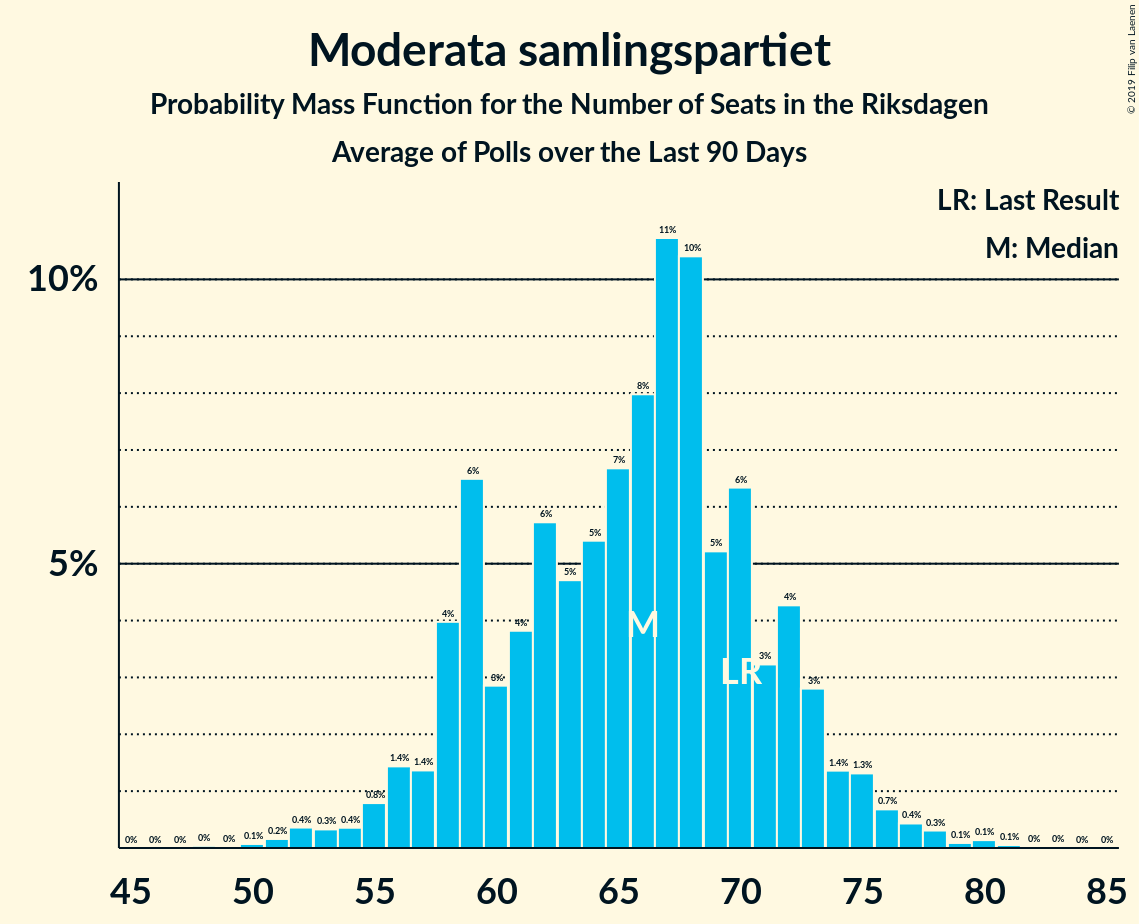 Moderata samlingspartiet
Probability Mass Function for the Number of Seats in the Riksdagen
Average of Polls over the Last 90 Days
© 2019 Filip van Laenen
LR: Last Result
M: Median
10%
5%
0% 0% 0% 0% 0% 0.1% 0.2% 0.4% 0.3% 0.4% 0.8% 1.4% 1.4% 4% 6% 3% 4% 6% 5% 5% 7% 8% 11% 10% 5% 6% 3% 4% 3% 1.4% 1.3% 0.7% 0.4% 0.3% 0.1% 0.1% 0.1% 0% 0% 0% 0%
M
LR
45 50 55 60 65 70 75 80 85